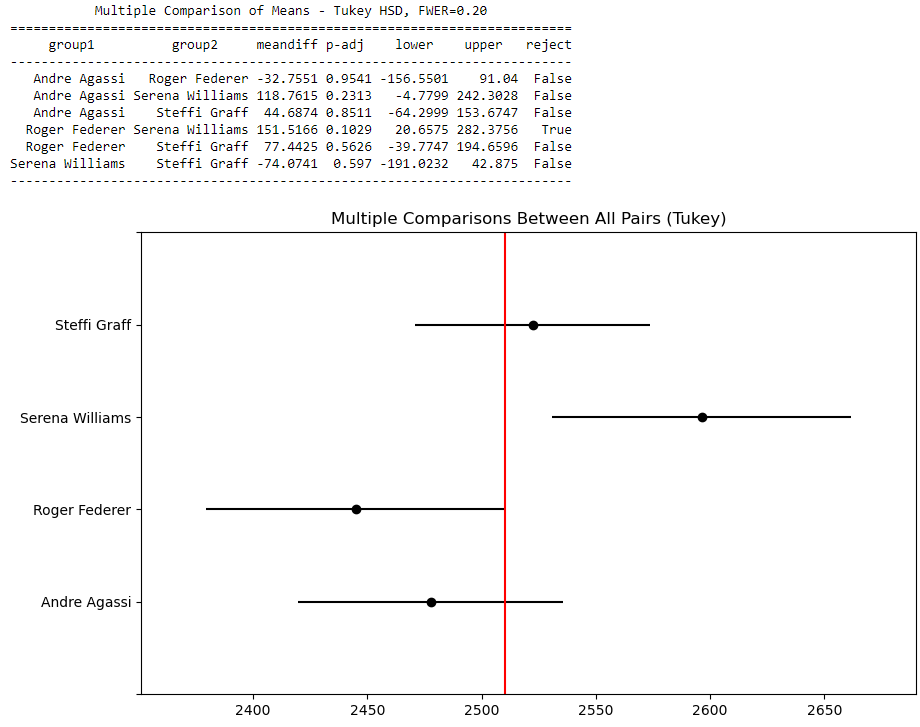 Multiple Comparison of Means - Tukey HSD, FWER=0.20
==========================================================================
group1 group2 meandiff p-adj lower upper reject
--------------------------------------------------------------------------
Andre Agassi Roger Federer -32.7551 0.9541 -156.5501 91.04 False
Andre Agassi Serena Williams 118.7615 0.2313 -4.7799 242.3028 False
Andre Agassi Steffi Graff 44.6874 0.8511 -64.2999 153.6747 False
Roger Federer Serena Williams 151.5166 0.1029 20.6575 282.3756 True
Roger Federer Steffi Graff 77.4425 0.5626 -39.7747 194.6596 False
Serena Williams Steffi Graff -74.0741 0.597 -191.0232 42.875 False
--------------------------------------------------------------------------
Multiple Comparisons Between All Pairs (Tukey)
Steffi Graff
Serena Williams
Roger Federer
Andre Agassi
2400 2450 2500 2550 2600 2650